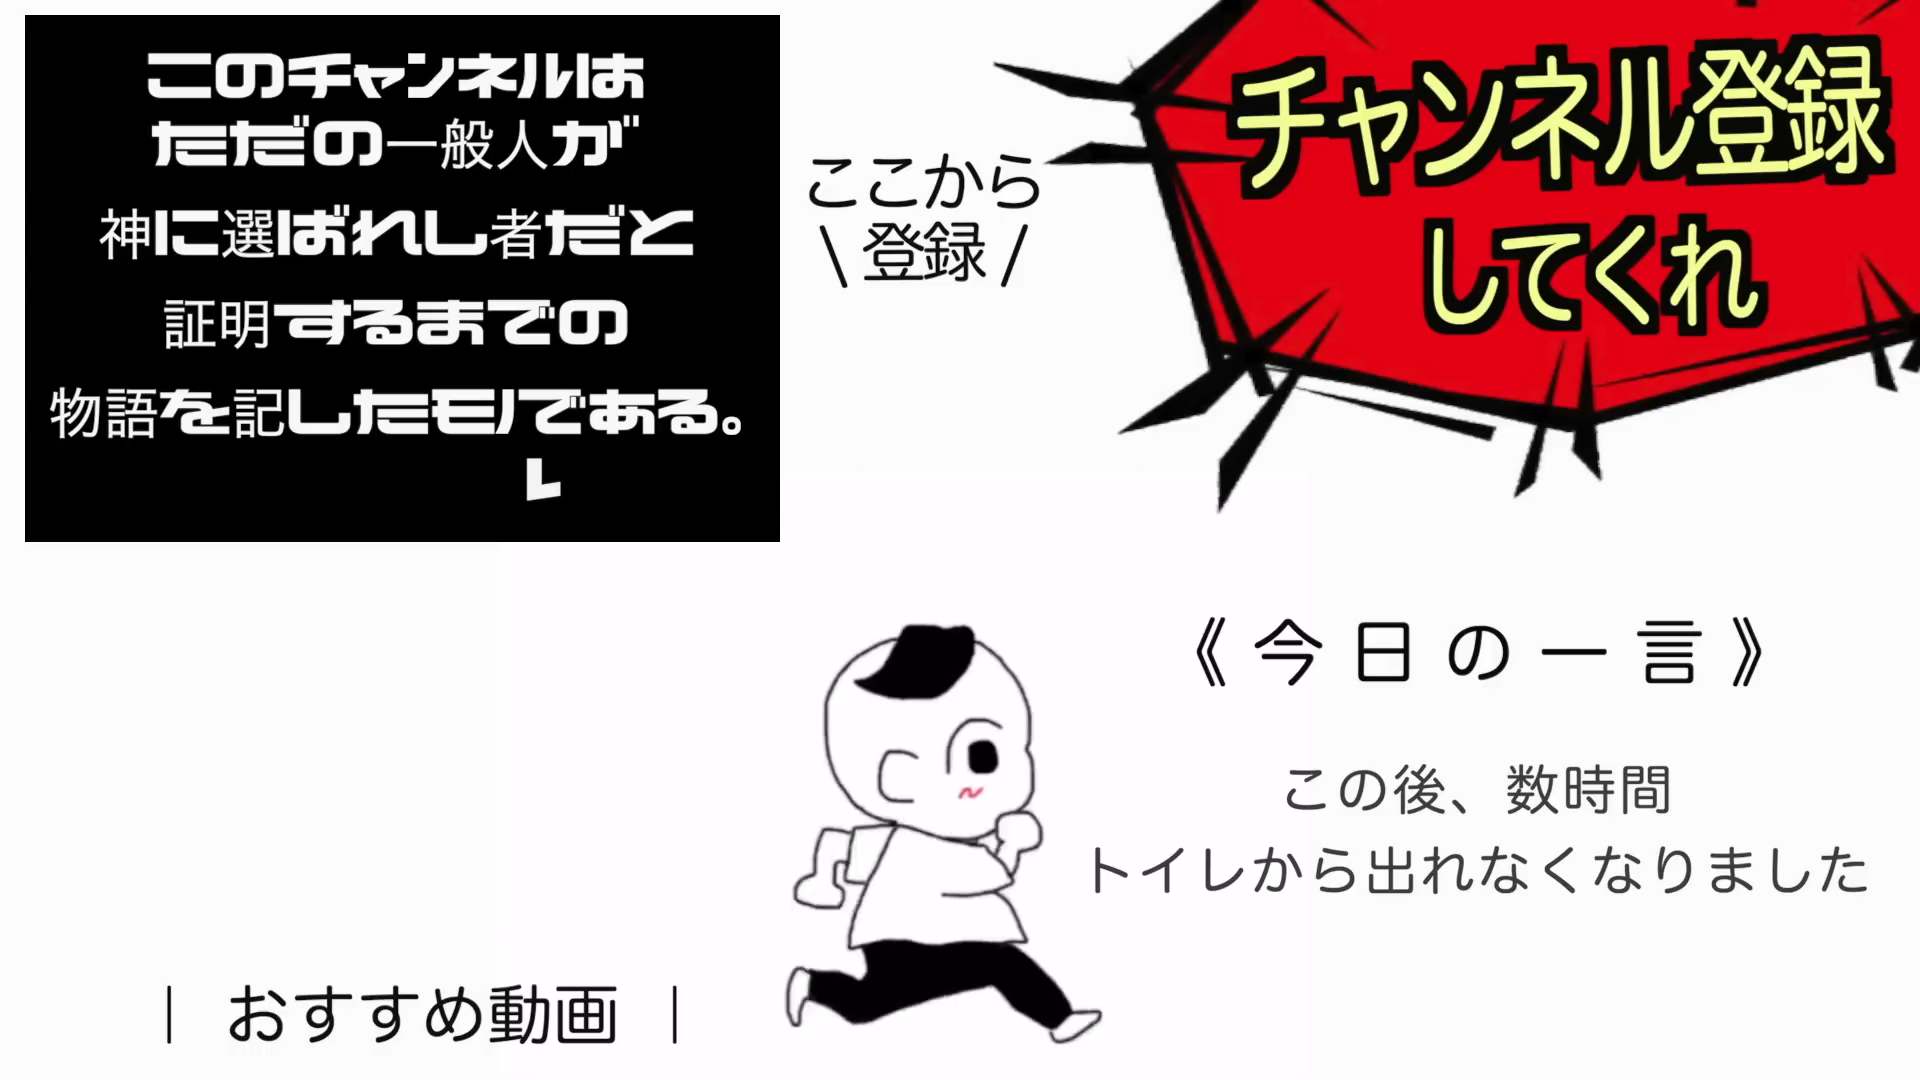 このチャンネルは
ただの一般人が
神に選ばれし者だと
証明するまでの
物語を記したモノである。
ここから
\ 登録 /
チャンネル登録
してくれ
《今日の一言》
この後、数時間
トイレから出れなくなりました
| おすすめ動画 |